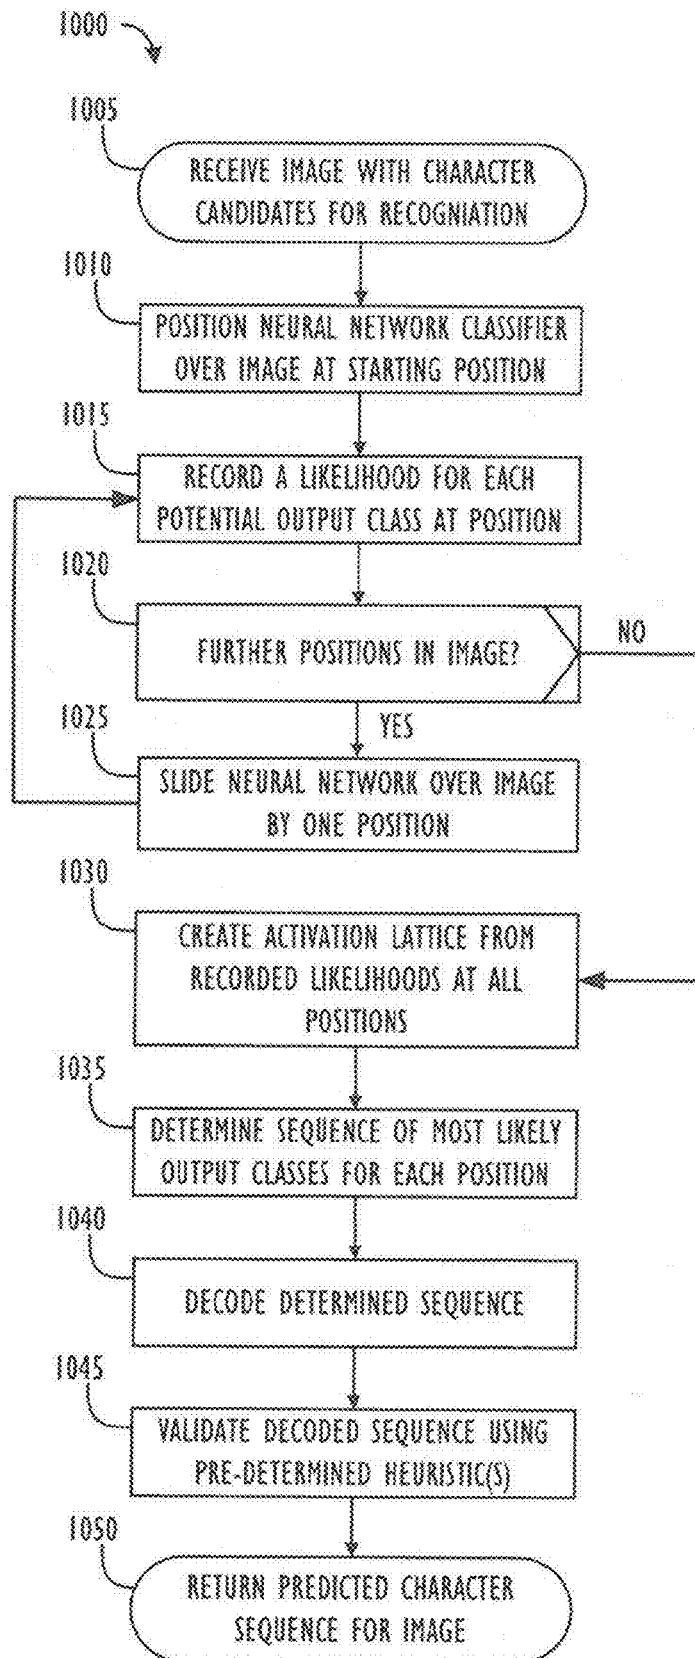 1000
1005
RECEIVE IMAGE WITH CHARACTER
CANDIDATES FOR RECOGNIATION
1010
POSITION NEURAL NETWORK CLASSIFIER
OVER IMAGE AT STARTING POSITION
1015
RECORD A LIKELIHOOD FOR EACH
POTENTIAL OUTPUT CLASS AT POSITION
1020
FURTHER POSITIONS IN IMAGE?
NO
YES
1025
SLIDE NEURAL NETWORK OVER IMAGE
BY ONE POSITION
1030
CREATE ACTIVATION LATTICE FROM
RECORDED LIKELIHOODS AT ALL
POSITIONS
1035
DETERMINE SEQUENCE OF MOST LIKELY
OUTPUT CLASSES FOR EACH POSITION
1040
DECODE DETERMINED SEQUENCE
1045
VALIDATE DECODED SEQUENCE USING
PRE-DETERMINED HEURISTIC(S)
1050
RETURN PREDICTED CHARACTER
SEQUENCE FOR IMAGE